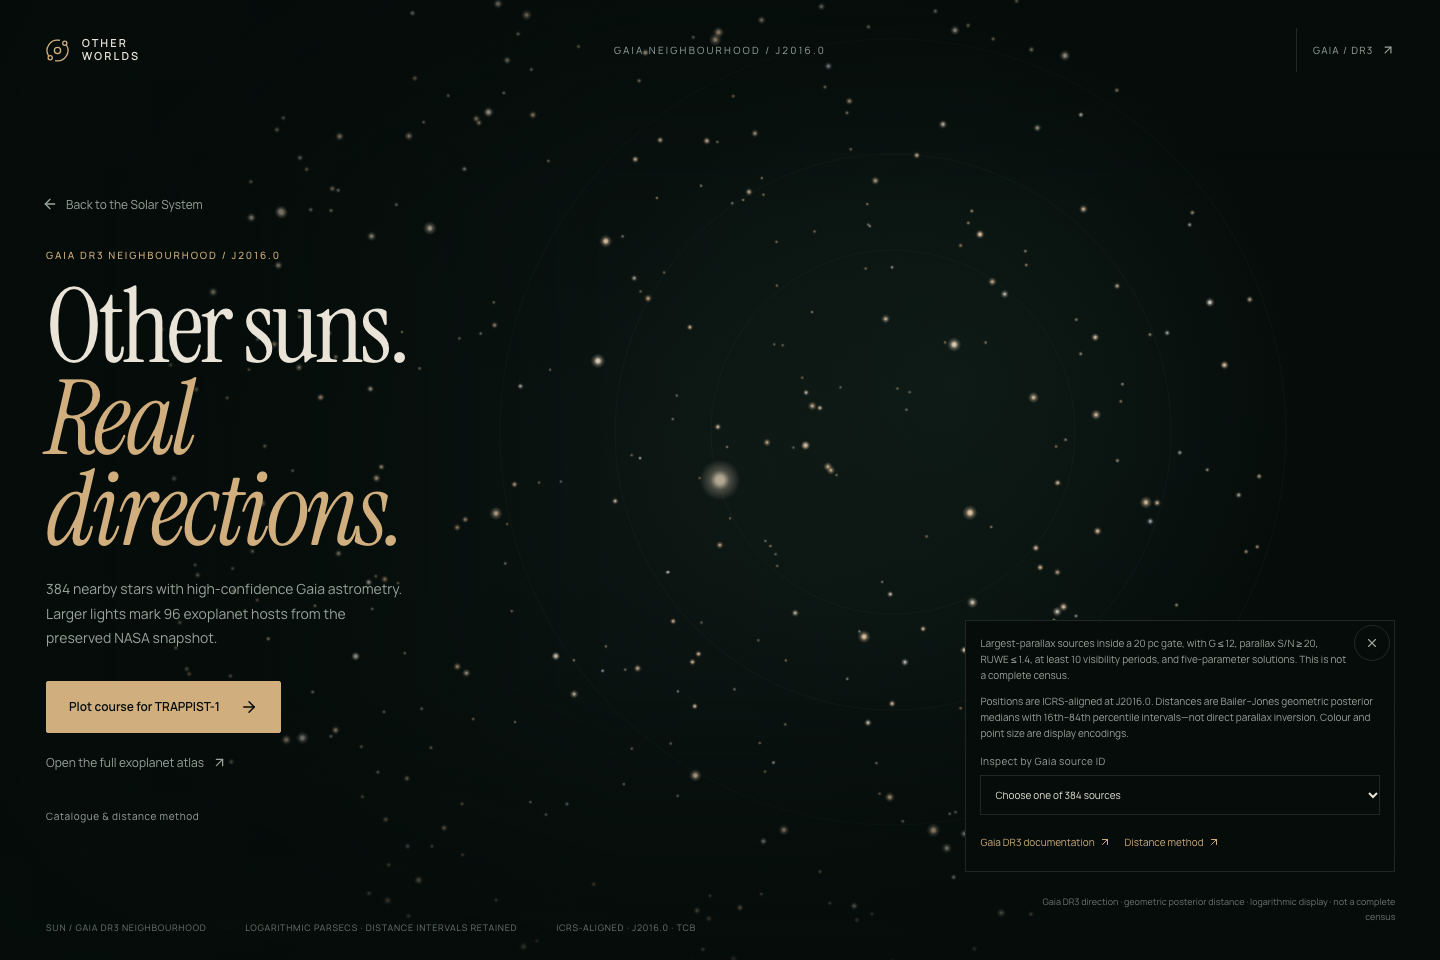 OTHER
WORLDS
GAIA NEIGHBOURHOOD / J2016.0
GAIA / DR3
Back to the Solar System
GAIA DR3 NEIGHBOURHOOD / J2016.0
Other suns.
Real
directions.
384 nearby stars with high-confidence Gaia astrometry.
Larger lights mark 96 exoplanet hosts from the
preserved NASA snapshot.
Plot course for TRAPPIST-1
Open the full exoplanet atlas
Catalogue & distance method
Largest-parallax sources inside a 20 pc gate, with G ≤ 12, parallax S/N ≥ 20,
RUWE ≤ 1.4, at least 10 visibility periods, and five-parameter solutions. This is not
a complete census.
Positions are ICRS-aligned at J2016.0. Distances are Bailer–Jones geometric posterior
medians with 16th–84th percentile intervals—not direct parallax inversion. Colour and
point size are display encodings.
Inspect by Gaia source ID
Choose one of 384 sources
Gaia DR3 documentation
Distance method
Gaia DR3 direction · geometric posterior distance · logarithmic display · not a complete
census
SUN / GAIA DR3 NEIGHBOURHOOD
LOGARITHMIC PARSECS · DISTANCE INTERVALS RETAINED
ICRS-ALIGNED · J2016.0 · TCB